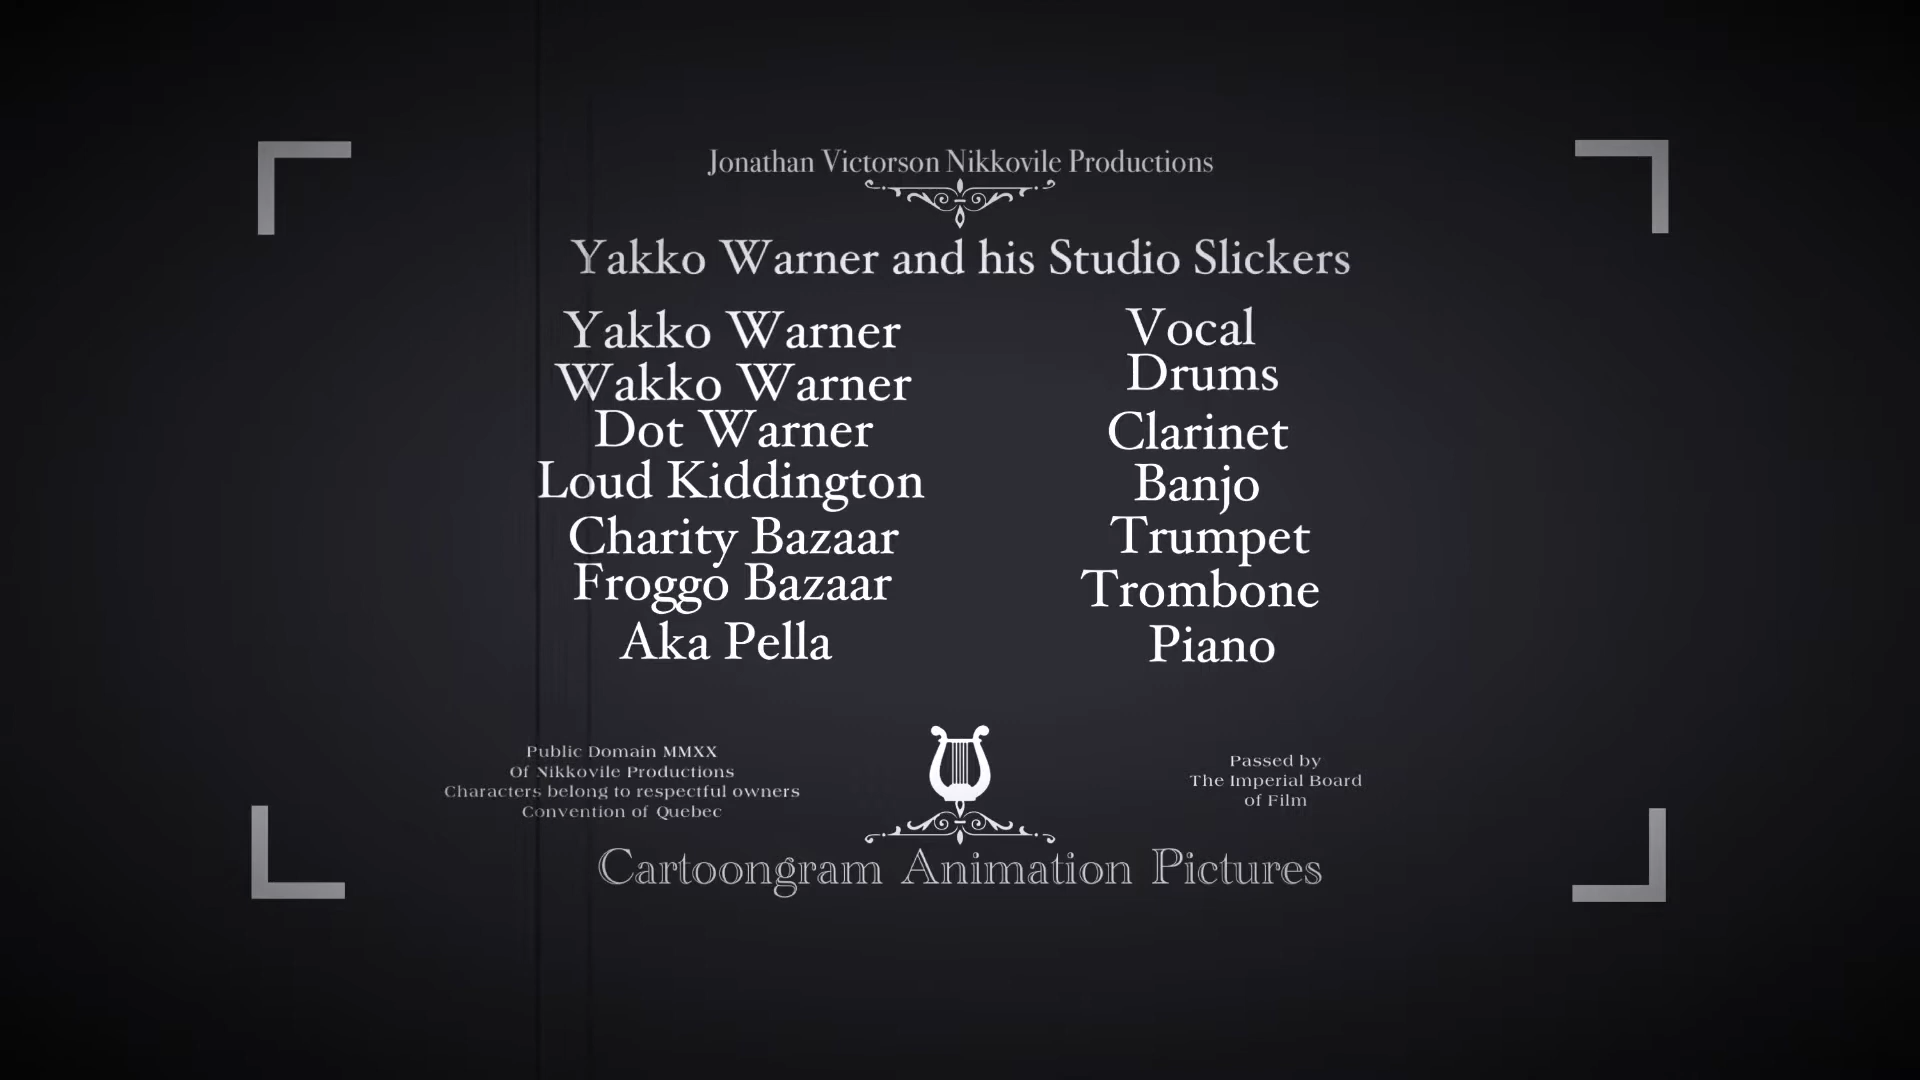 Jonathan Victorson Nikkovile Productions
Yakko Warner and his Studio Slickers
Yakko Warner Vocal
Wakko Warner Drums
Dot Warner Clarinet
Loud Kiddington Banjo
Charity Bazaar Trumpet
Froggo Bazaar Trombone
Aka Pella Piano
Public Domain MMXX
Of Nikkovile Productions
Characters belong to respectful owners
Convention of Quebec
Passed by
The Imperial Board
of Film
Cartoongram Animation Pictures